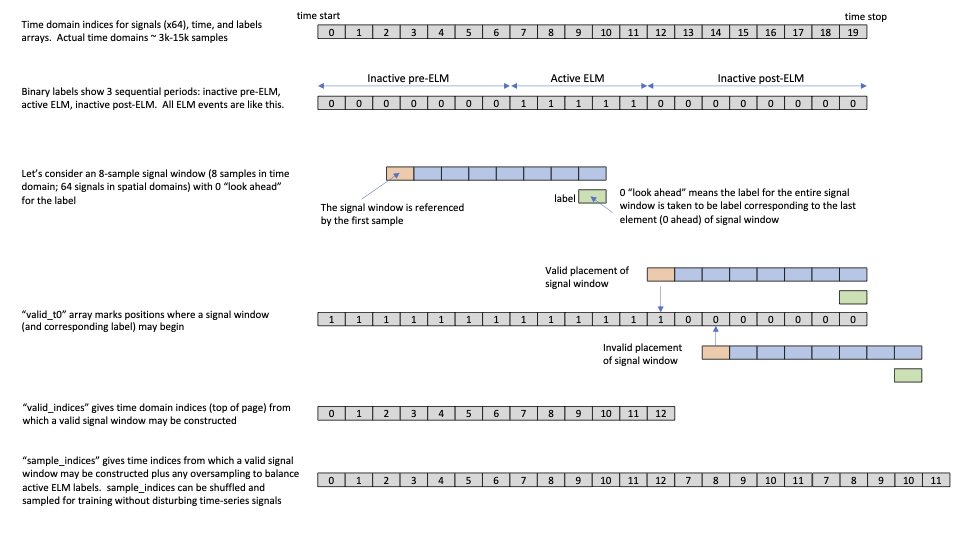 time start
time stop
Time domain indices for signals (x64), time, and labels
arrays.  Actual time domains ~ 3k-15k samples
0 1 2 3 4 5 6 7 8 9 10 11 12 13 14 15 16 17 18 19
Inactive pre-ELM
Active ELM
Inactive post-ELM
Binary labels show 3 sequential periods: inactive pre-ELM,
active ELM, inactive post-ELM.  All ELM events are like this.
0 0 0 0 0 0 0 1 1 1 1 1 0 0 0 0 0 0 0 0
Let’s consider an 8-sample signal window (8 samples in time
domain; 64 signals in spatial domains) with 0 “look ahead”
for the label
The signal window is referenced
by the first sample
label
0 “look ahead” means the label for the entire signal
window is taken to be label corresponding to the last
element (0 ahead) of signal window
Valid placement of
signal window
“valid_t0” array marks positions where a signal window
(and corresponding label) may begin
1 1 1 1 1 1 1 1 1 1 1 1 1 0 0 0 0 0 0 0
Invalid placement
of signal window
“valid_indices” gives time domain indices (top of page) from
which a valid signal window may be constructed
0 1 2 3 4 5 6 7 8 9 10 11 12
“sample_indices” gives time indices from which a valid signal
window may be constructed plus any oversampling to balance
active ELM labels.  sample_indices can be shuffled and
sampled for training without disturbing time-series signals
0 1 2 3 4 5 6 7 8 9 10 11 12 7 8 9 10 11 7 8 9 10 11